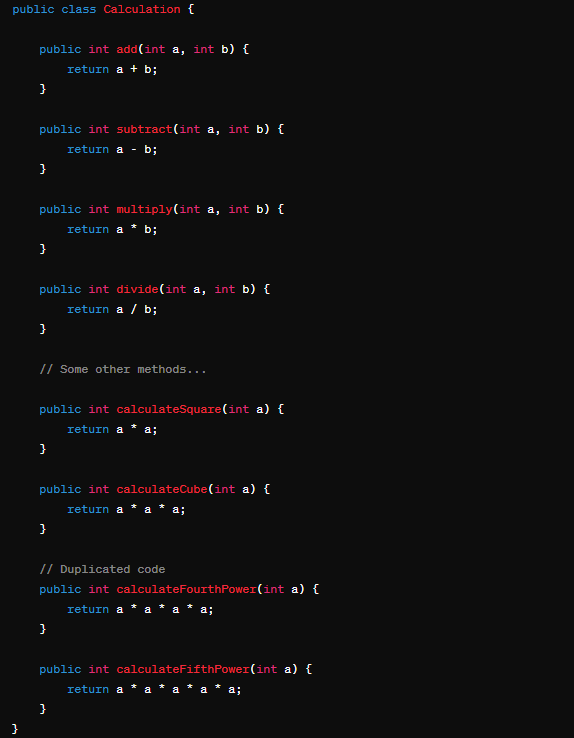 public class Calculation {
public int add(int a, int b) {
return a + b;
}
public int subtract(int a, int b) {
return a - b;
}
public int multiply(int a, int b) {
return a * b;
}
public int divide(int a, int b) {
return a / b;
}
// Some other methods...
public int calculateSquare(int a) {
return a * a;
}
public int calculateCube(int a) {
return a * a * a;
}
// Duplicated code
public int calculateFourthPower(int a) {
return a * a * a * a;
}
public int calculateFifthPower(int a) {
return a * a * a * a * a;
}
}